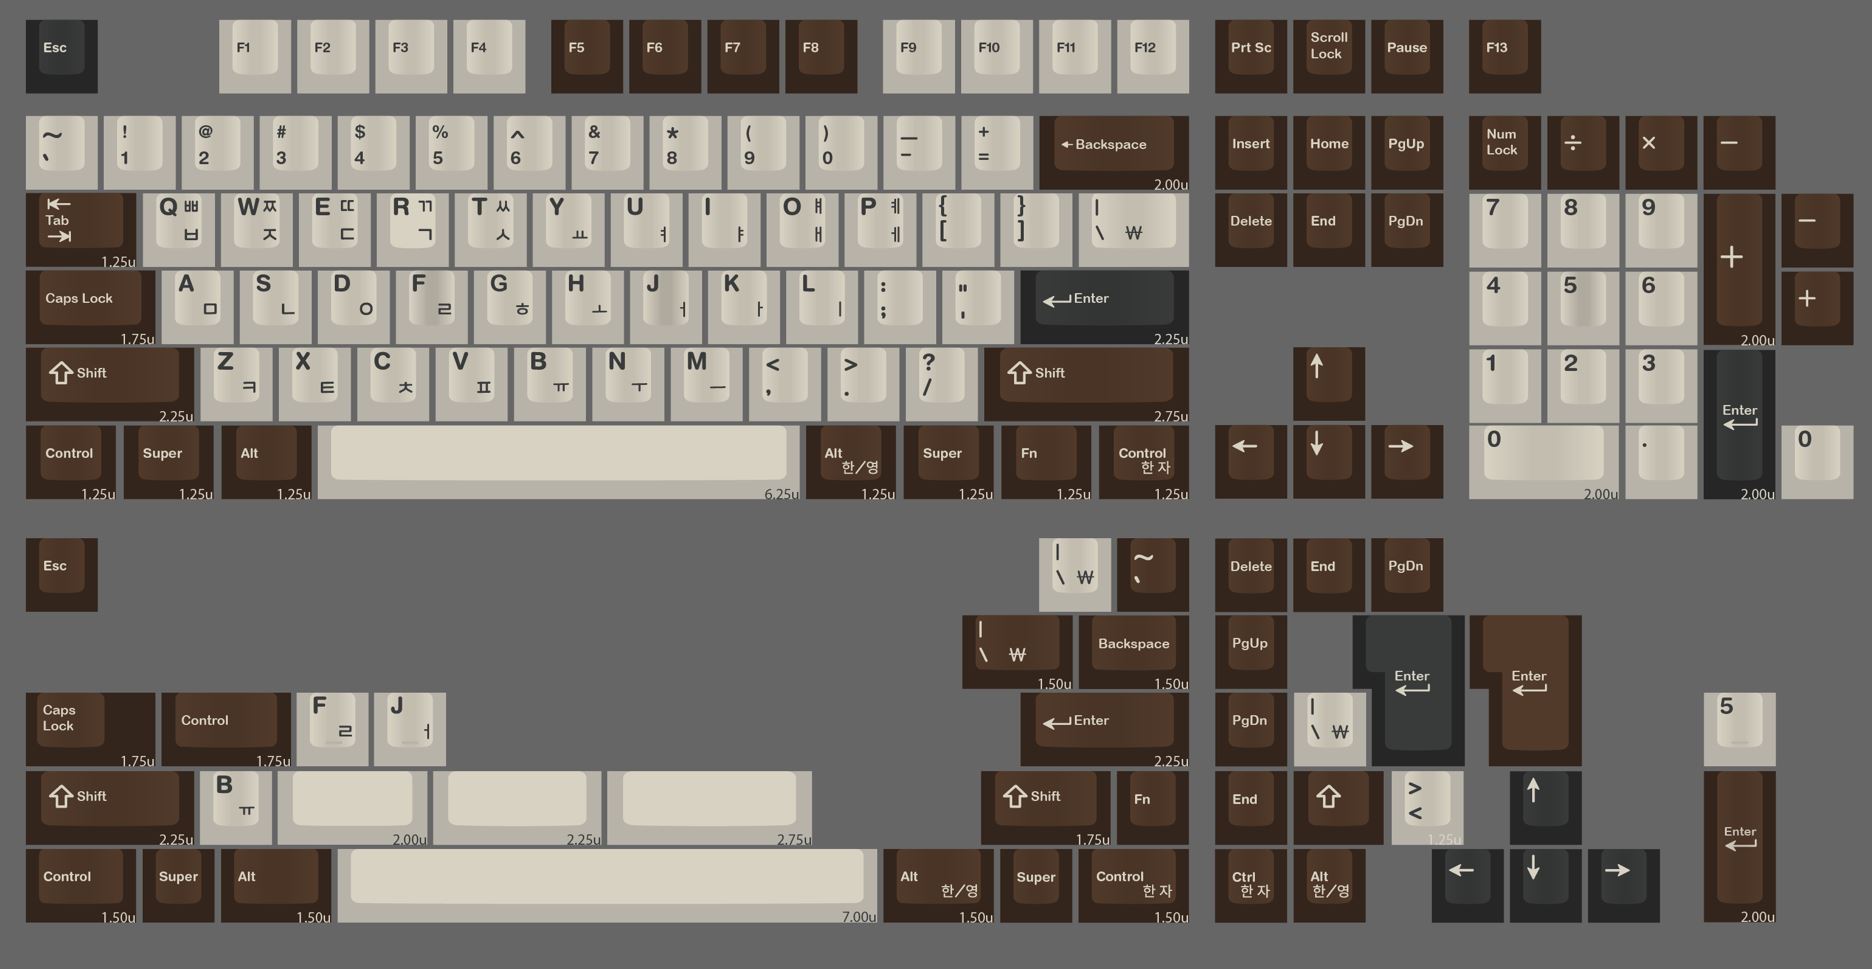 Esc F1 F2 F3 F4 F5 F6 F7 F8 F9 F10 F11 F12 Prt Sc Scroll Lock Pause F13
~ ` ! 1 @ 2 # 3 $ 4 % 5 ^ 6 & 7 * 8 ( 9 ) 0 — - + = ←Backspace 2.00u Insert Home PgUp Num Lock ÷ × −
⇤ Tab ⇥ 1.25u Q ㅃ ㅂ W ㅉ ㅈ E ㄸ ㄷ R ㄲ ㄱ T ㅆ ㅅ Y ㅛ U ㅕ I ㅑ O ㅒ ㅐ P ㅖ ㅔ { [ } ] | \ ₩ Delete End PgDn 7 8 9 + 2.00u −
Caps Lock 1.75u A ㅁ S ㄴ D ㅇ F ㄹ G ㅎ H ㅗ J ㅓ K ㅏ L ㅣ : ; " ' ↵ Enter 2.25u 4 5 6 +
⇧ Shift 2.25u Z ㅋ X ㅌ C ㅊ V ㅍ B ㅠ N ㅜ M ㅡ < , > . ? / ⇧ Shift 2.75u ↑ 1 2 3 Enter ↵ 2.00u
Control 1.25u Super 1.25u Alt 1.25u 6.25u Alt 한/영 1.25u Super 1.25u Fn 1.25u Control 한자 1.25u ← ↓ → 0 2.00u . 0
Esc | \ ₩ ~ ` Delete End PgDn
| \ ₩ 1.50u Backspace 1.50u PgUp Enter ↵ Enter ↵
Caps Lock 1.75u Control 1.75u F ㄹ J ㅓ ↵ Enter 2.25u PgDn | \ ₩ 5
⇧ Shift 2.25u B ㅠ 2.00u 2.25u 2.75u ⇧ Shift 1.75u Fn End ⇧ > < 1.25u ↑ Enter ↵ 2.00u
Control 1.50u Super Alt 1.50u 7.00u Alt 한/영 1.50u Super Control 한자 1.50u Ctrl 한자 Alt 한/영 ← ↓ →